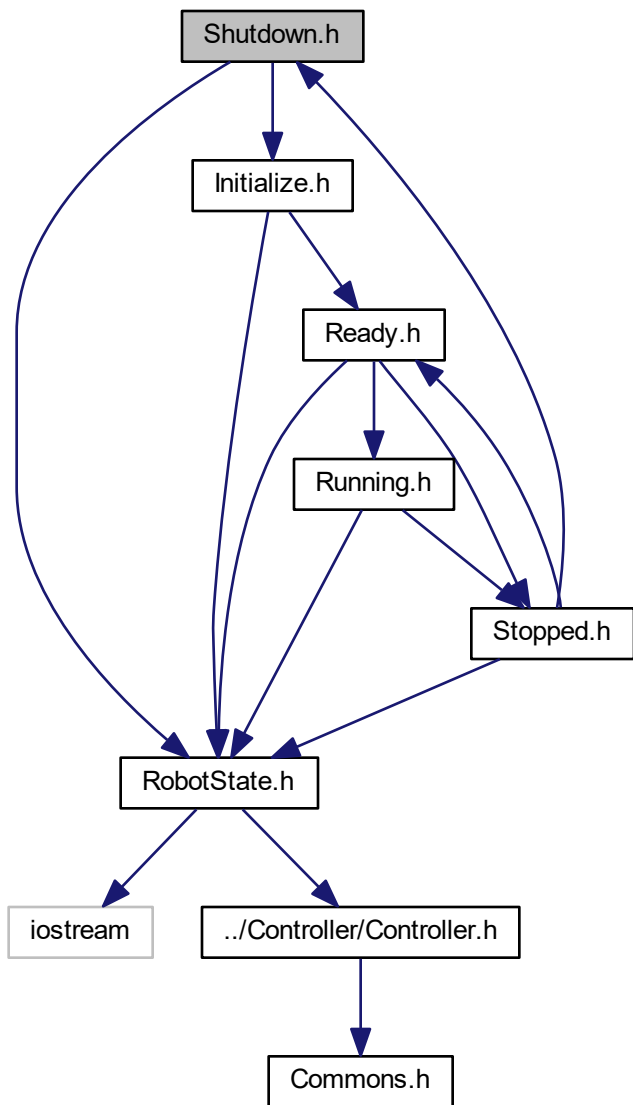 Shutdown.h
Initialize.h
Ready.h
Running.h
Stopped.h
RobotState.h
iostream
../Controller/Controller.h
Commons.h